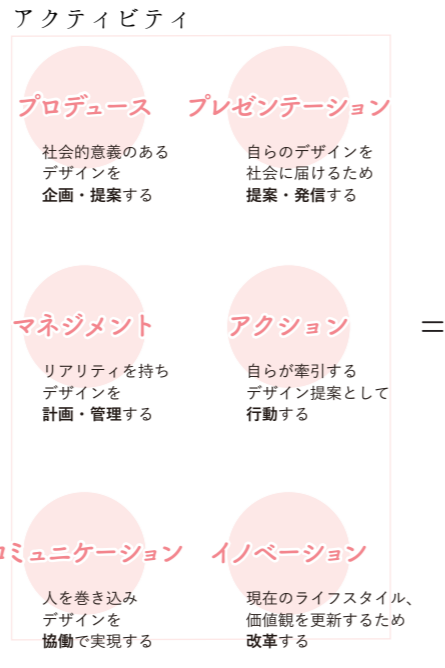 アクティビティ
プロデュース
社会的意義のある
デザインを
企画・提案する
プレゼンテーション
自らのデザインを
社会に届けるため
提案・発信する
マネジメント
リアリティを持ち
デザインを
計画・管理する
アクション
自らが牽引する
デザイン提案として
行動する
=
コミュニケーション
人を巻き込み
デザインを
協働で実現する
イノベーション
現在のライフスタイル、
価値観を更新するため
改革する